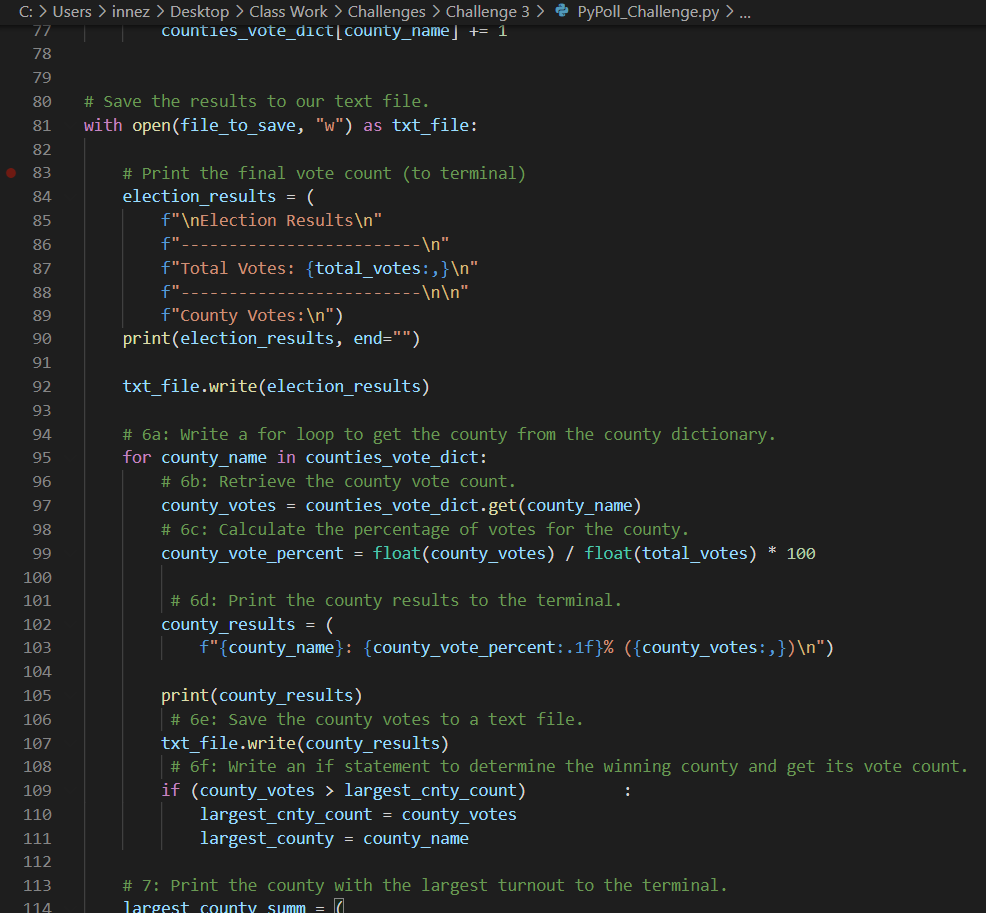 C: > Users > innez > Desktop > Class Work > Challenges > Challenge 3 > PyPoll_Challenge.py > ...
77             counties_vote_dict[county_name] += 1
78
79
80     # Save the results to our text file.
81     with open(file_to_save, "w") as txt_file:
82
83         # Print the final vote count (to terminal)
84         election_results = (
85             f"\nElection Results\n"
86             f"-------------------------\n"
87             f"Total Votes: {total_votes:,}\n"
88             f"-------------------------\n\n"
89             f"County Votes:\n")
90         print(election_results, end="")
91
92         txt_file.write(election_results)
93
94         # 6a: Write a for loop to get the county from the county dictionary.
95         for county_name in counties_vote_dict:
96             # 6b: Retrieve the county vote count.
97             county_votes = counties_vote_dict.get(county_name)
98             # 6c: Calculate the percentage of votes for the county.
99             county_vote_percent = float(county_votes) / float(total_votes) * 100
100
101             # 6d: Print the county results to the terminal.
102            county_results = (
103                f"{county_name}: {county_vote_percent:.1f}% ({county_votes:,})\n")
104
105            print(county_results)
106             # 6e: Save the county votes to a text file.
107            txt_file.write(county_results)
108             # 6f: Write an if statement to determine the winning county and get its vote count.
109            if (county_votes > largest_cnty_count)          :
110                largest_cnty_count = county_votes
111                largest_county = county_name
112
113        # 7: Print the county with the largest turnout to the terminal.
114        largest_county_summ = (